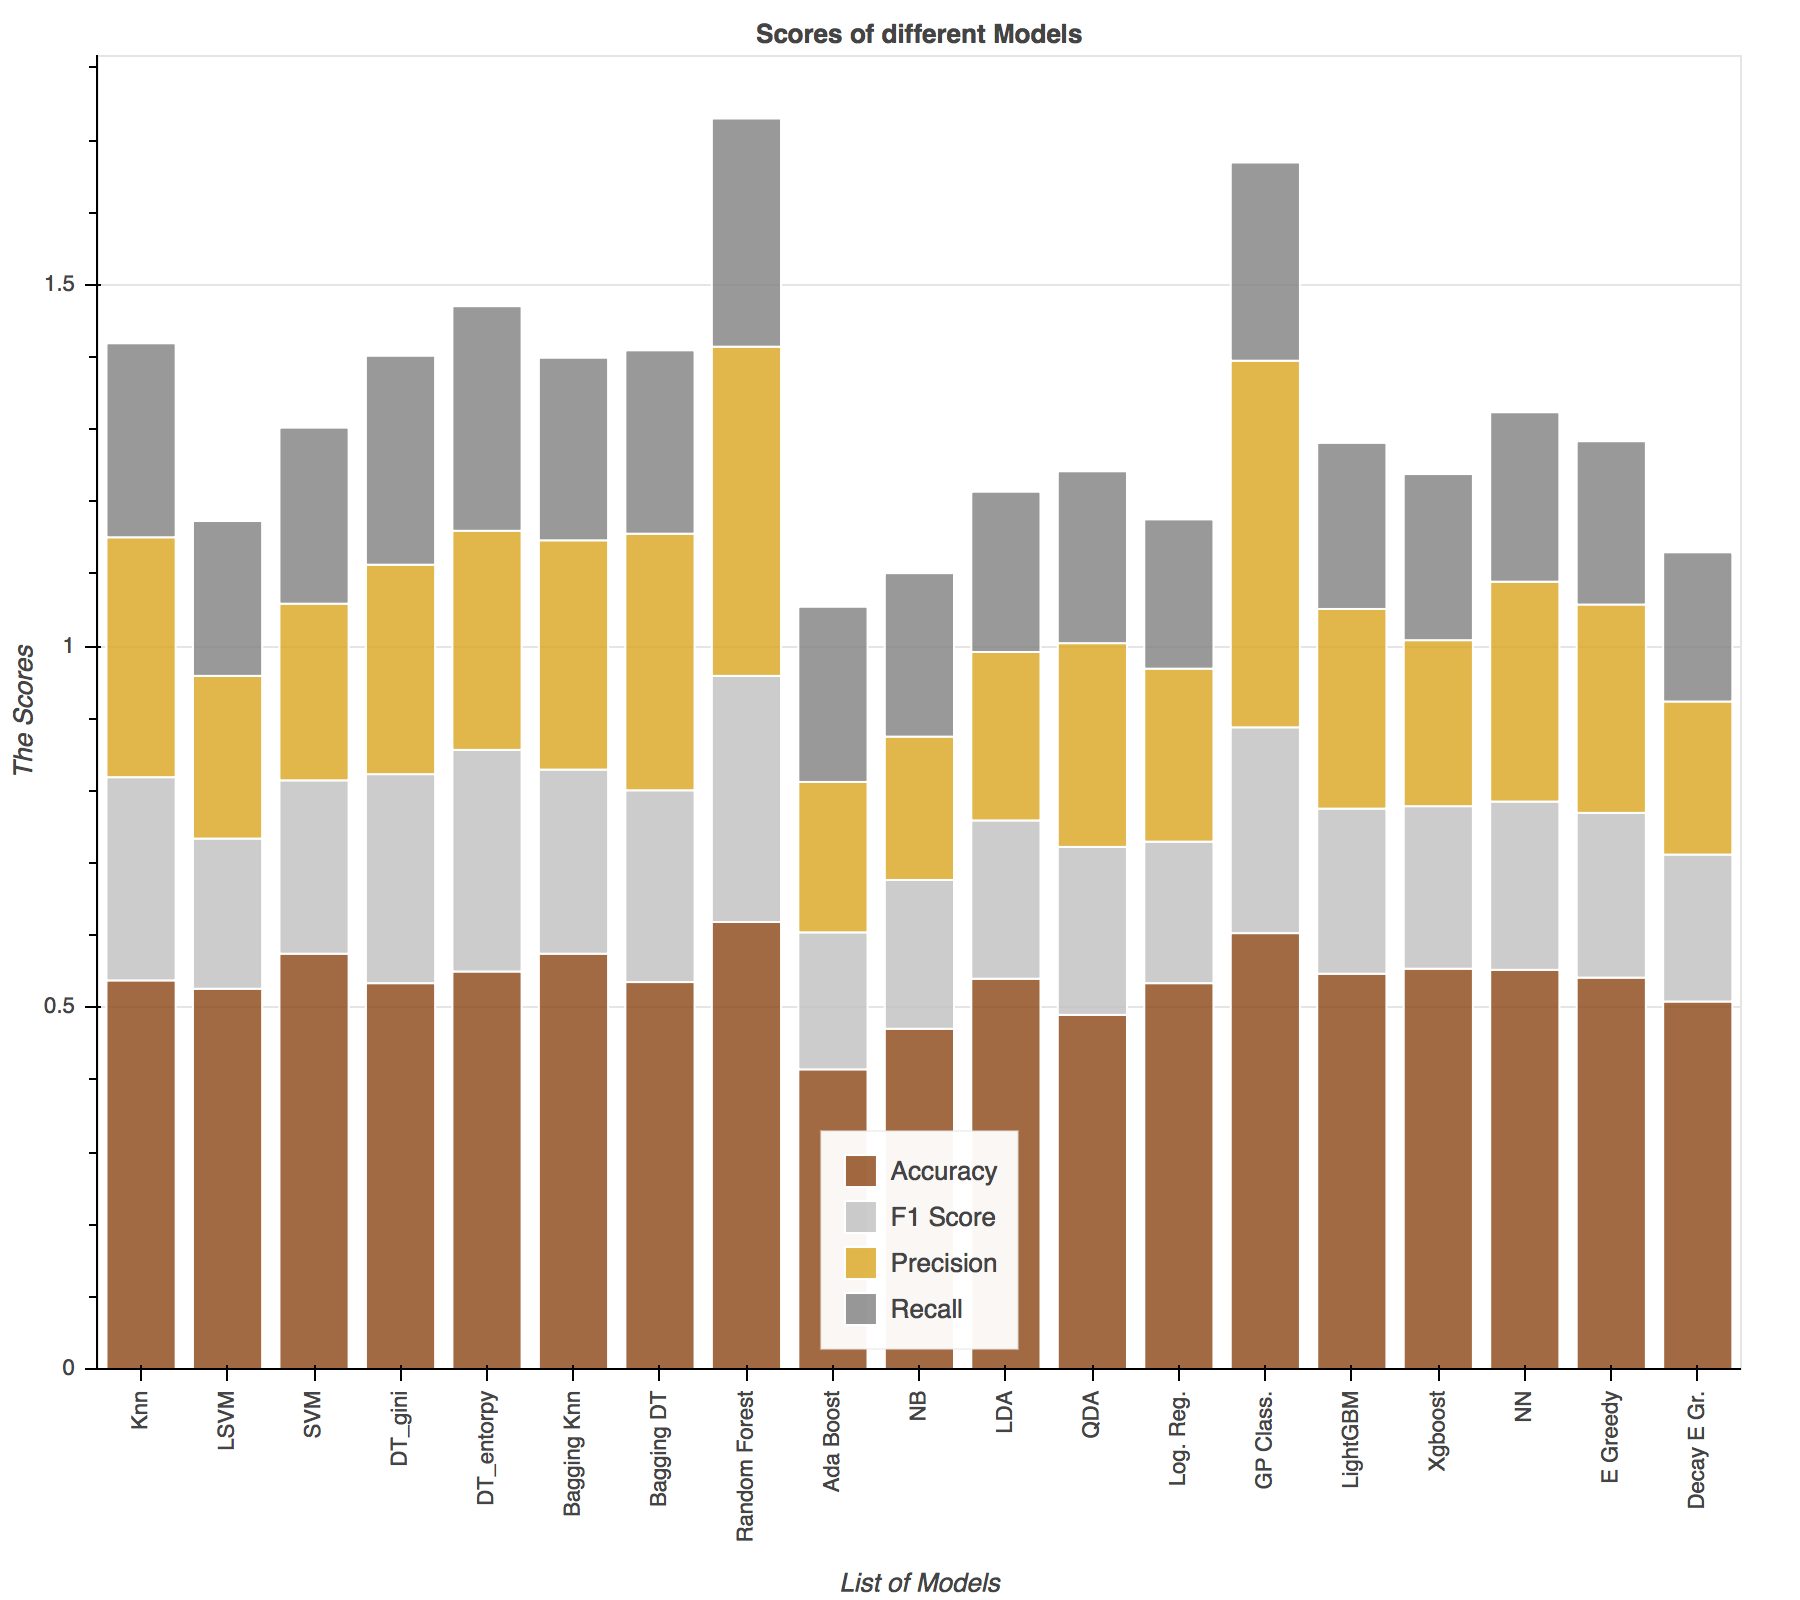 Scores of different Models
1.5
1
0.5
0
The Scores
Accuracy
F1 Score
Precision
Recall
Knn
LSVM
SVM
DT_gini
DT_entorpy
Bagging Knn
Bagging DT
Random Forest
Ada Boost
NB
LDA
QDA
Log. Reg.
GP Class.
LightGBM
Xgboost
NN
E Greedy
Decay E Gr.
List of Models